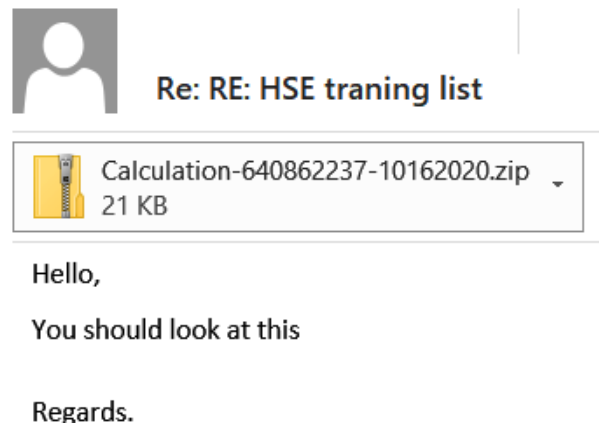 Re: RE: HSE traning list
Calculation-640862237-10162020.zip
21 KB
Hello,
You should look at this
Regards.